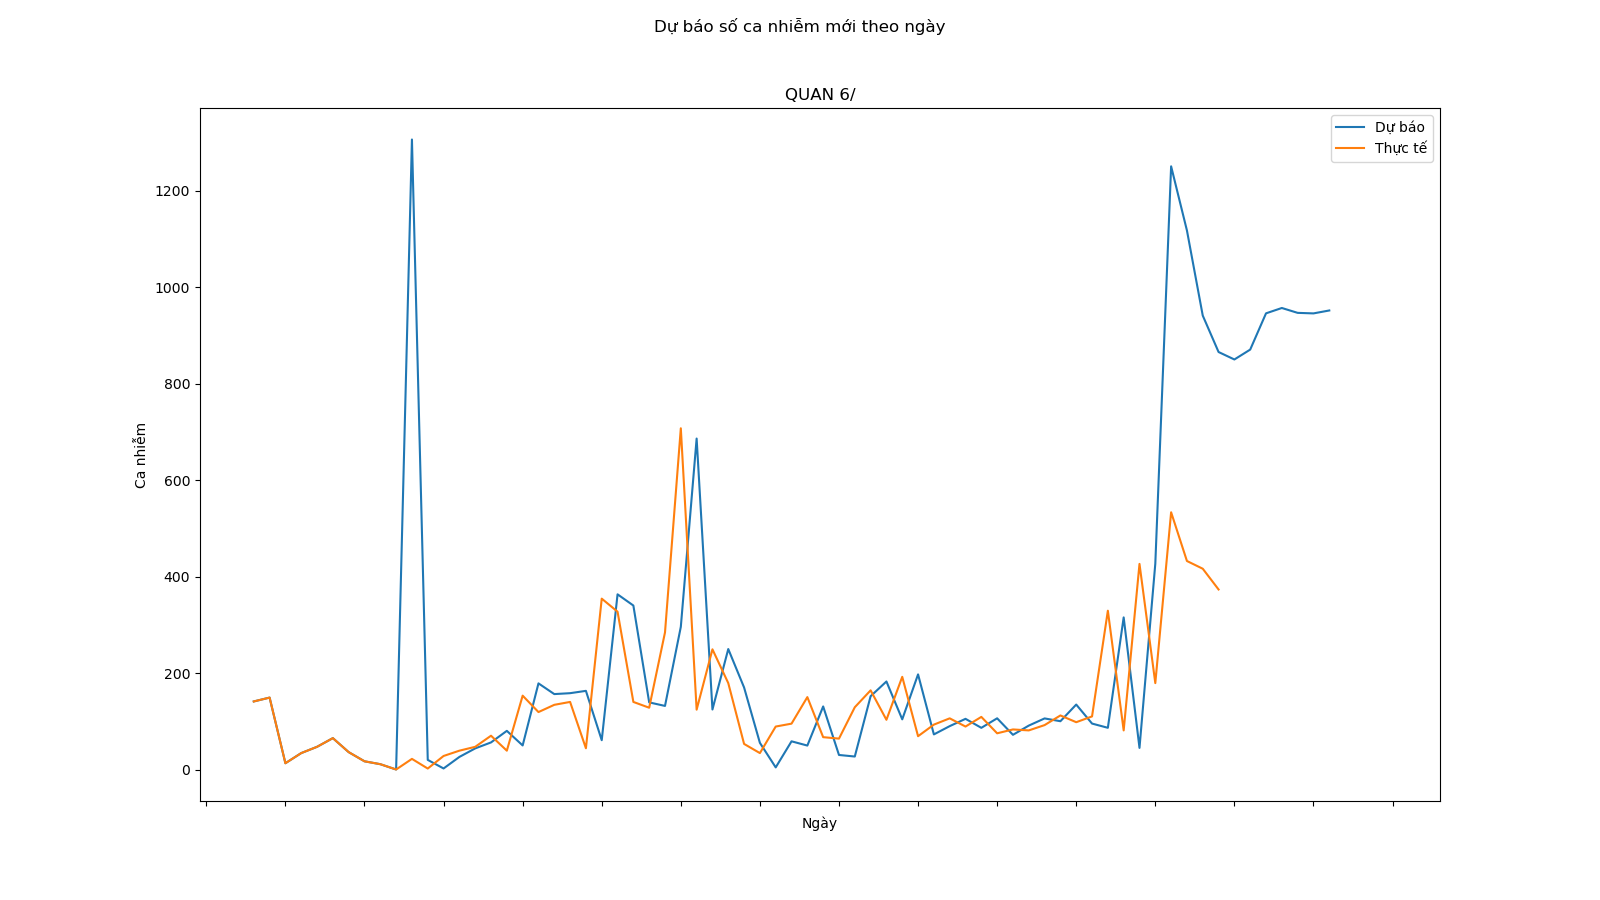 Dự báo số ca nhiễm mới theo ngày
QUAN 6/
Dự báo
Thực tế
1200
1000
800
600
400
200
0
Ca nhiễm
Ngày